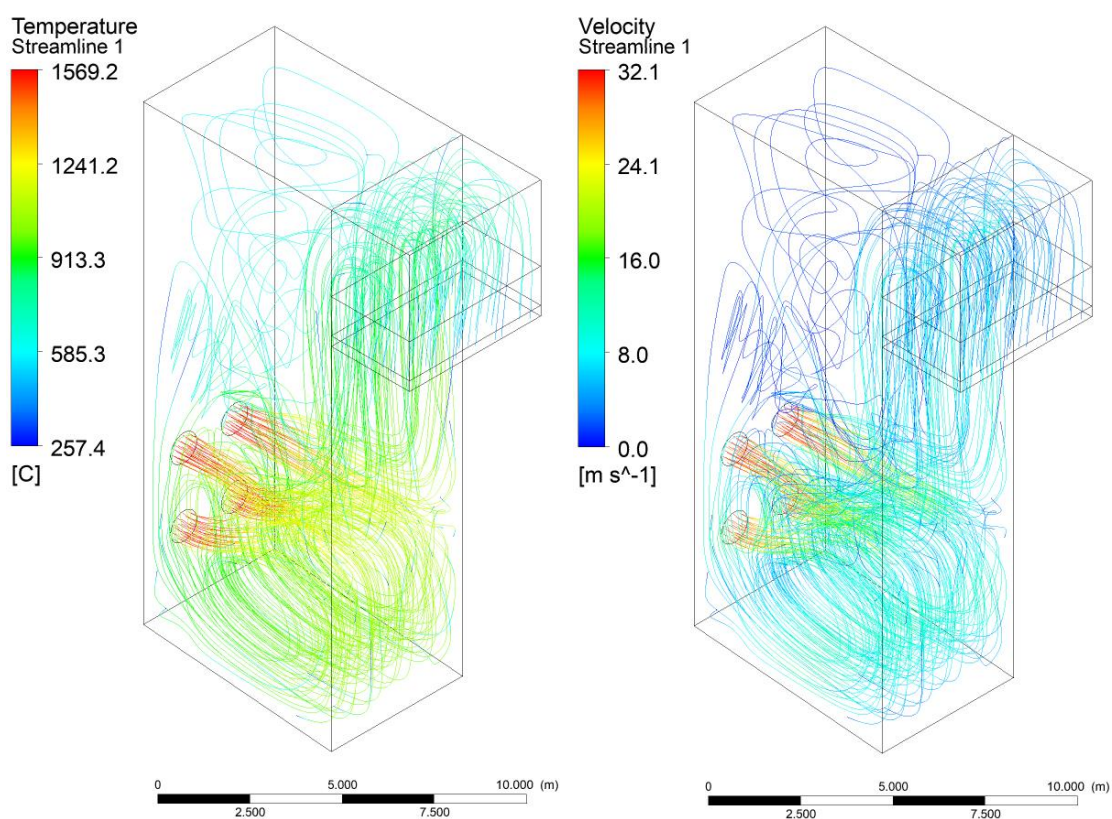 Temperature
Streamline 1
1569.2
1241.2
913.3
585.3
257.4
[C]
0 5.000 10.000 (m)
2.500 7.500
Velocity
Streamline 1
32.1
24.1
16.0
8.0
0.0
[m s^-1]
0 5.000 10.000 (m)
2.500 7.500